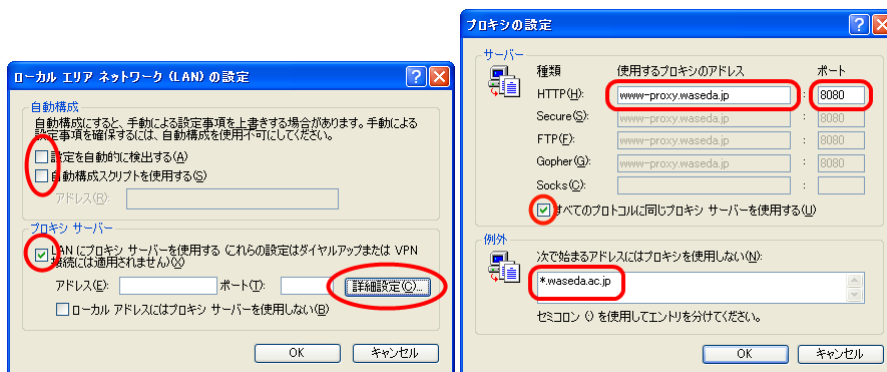 ローカル エリア ネットワーク (LAN) の設定
自動構成
自動構成にすると、手動による設定事項を上書きする場合があります。手動による
設定事項を確保するには、自動構成を使用不可にしてください。
設定を自動的に検出する(A)
自動構成スクリプトを使用する(S)
アドレス(R):
プロキシ サーバー
LAN にプロキシ サーバーを使用する (これらの設定はダイヤルアップまたは VPN
接続には適用されません)(X)
アドレス(E):
ポート(T):
詳細設定(C)...
ローカル アドレスにはプロキシ サーバーを使用しない(B)
OK
キャンセル
プロキシの設定
サーバー
種類 使用するプロキシのアドレス ポート
HTTP(H): www-proxy.waseda.jp : 8080
Secure(S): www-proxy.waseda.jp : 8080
FTP(F): www-proxy.waseda.jp : 8080
Gopher(G): www-proxy.waseda.jp : 8080
Socks(C): :
すべてのプロトコルに同じプロキシ サーバーを使用する(U)
例外
次で始まるアドレスにはプロキシを使用しない(N):
*.waseda.ac.jp
セミコロン (;) を使用してエントリを分けてください。
OK
キャンセル